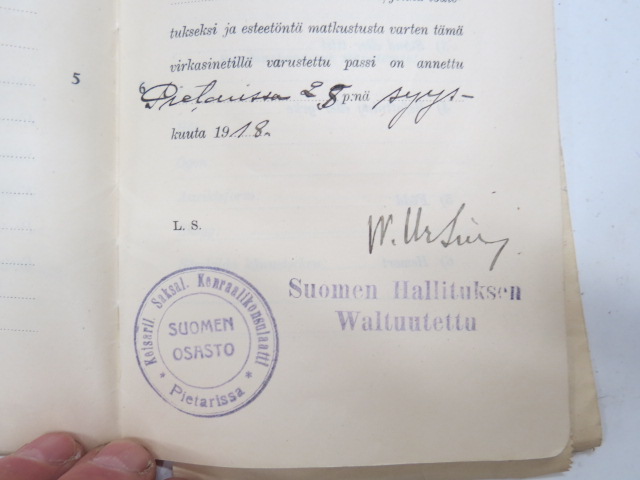 tukseksi ja esteetöntä matkustusta varten tämä
virkasinetillä varustettu passi on annettu
5
Pietarissa 28 p:nä syys-
kuuta 1918.
L. S.
Suomen Hallituksen
Waltuutettu
Keisaril. Saksal. Kenraalikonsulaatti
SUOMEN
OSASTO
* Pietarissa *